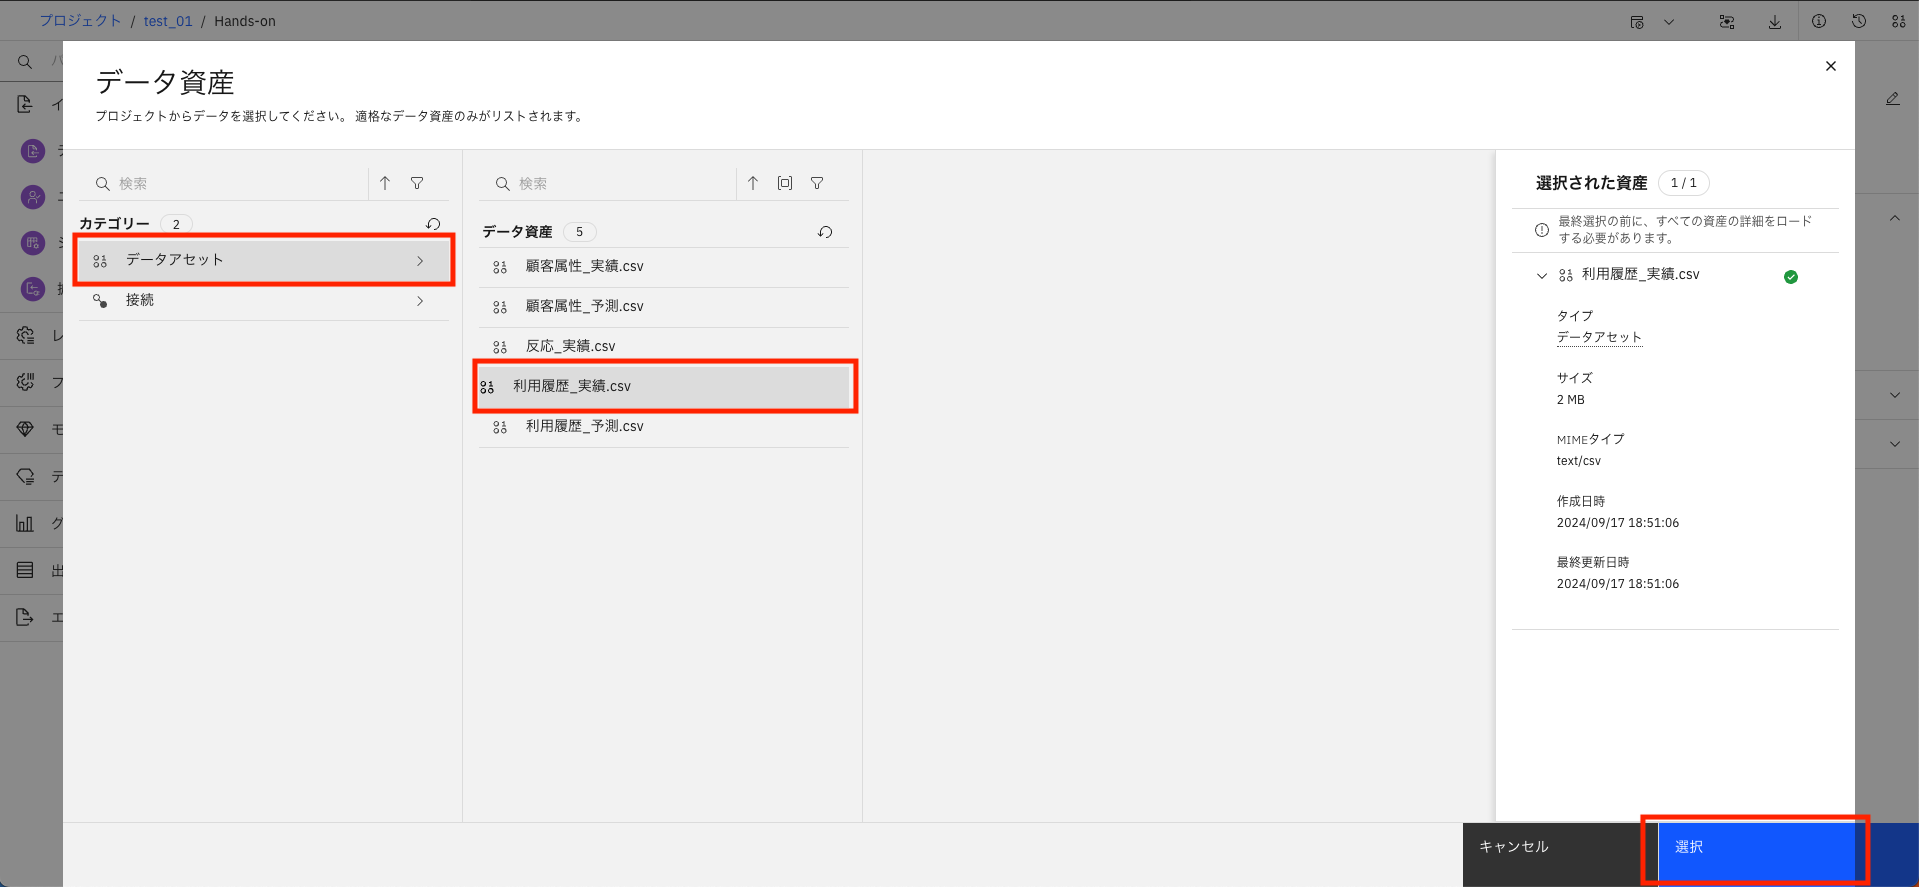 プロジェクト / test_01 / Hands-on
データ資産
プロジェクトからデータを選択してください。 適格なデータ資産のみがリストされます。
検索
カテゴリー 2
データアセット
接続
検索
データ資産 5
顧客属性_実績.csv
顧客属性_予測.csv
反応_実績.csv
利用履歴_実績.csv
利用履歴_予測.csv
選択された資産 1 / 1
最終選択の前に、すべての資産の詳細をロード
する必要があります。
利用履歴_実績.csv
タイプ
データアセット
サイズ
2 MB
MIMEタイプ
text/csv
作成日時
2024/09/17 18:51:06
最終更新日時
2024/09/17 18:51:06
キャンセル
選択